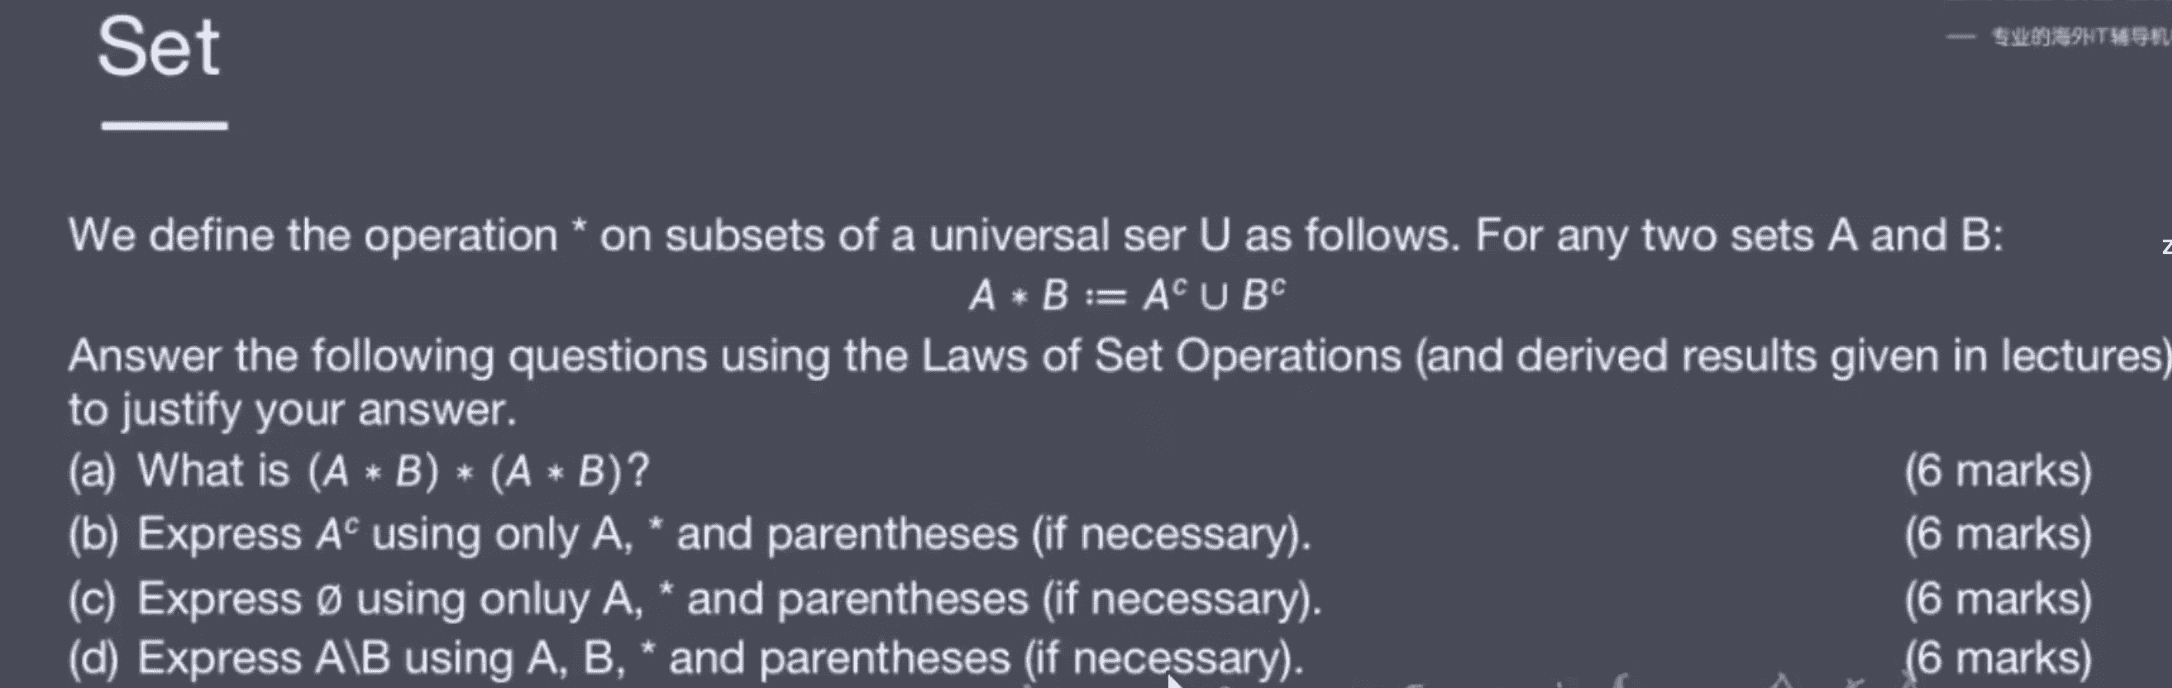 Set
— 专业的海外IT辅导机
We define the operation * on subsets of a universal ser U as follows. For any two sets A and B:
A * B := Aᶜ ∪ Bᶜ
Answer the following questions using the Laws of Set Operations (and derived results given in lectures)
to justify your answer.
(a) What is (A * B) * (A * B)? (6 marks)
(b) Express Aᶜ using only A, * and parentheses (if necessary). (6 marks)
(c) Express ∅ using onluy A, * and parentheses (if necessary). (6 marks)
(d) Express A\B using A, B, * and parentheses (if necessary). (6 marks)